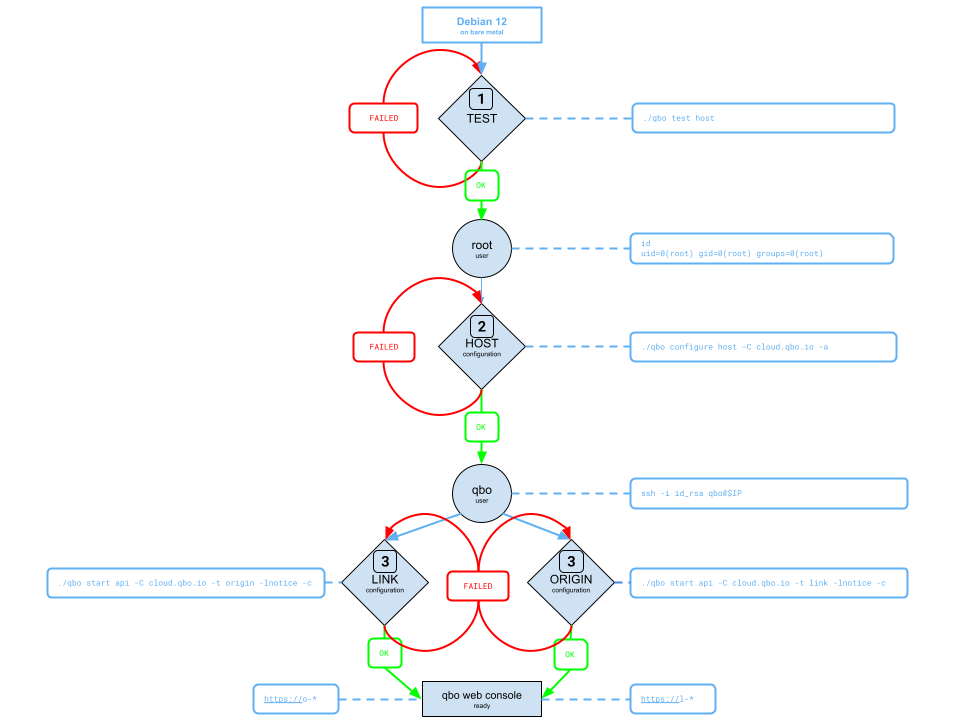 Debian 12
on bare metal
1
TEST
FAILED
./qbo test host
OK
root
user
id
uid=0(root) gid=0(root) groups=0(root)
2
HOST
configuration
FAILED
./qbo configure host -C cloud.qbo.io -a
OK
qbo
user
ssh -i id_rsa qbo@$IP
./qbo start api -C cloud.qbo.io -t origin -lnotice -c
3
LINK
configuration
FAILED
3
ORIGIN
configuration
./qbo start api -C cloud.qbo.io -t link -lnotice -c
OK
OK
https://o-*
qbo web console
ready
https://l-*